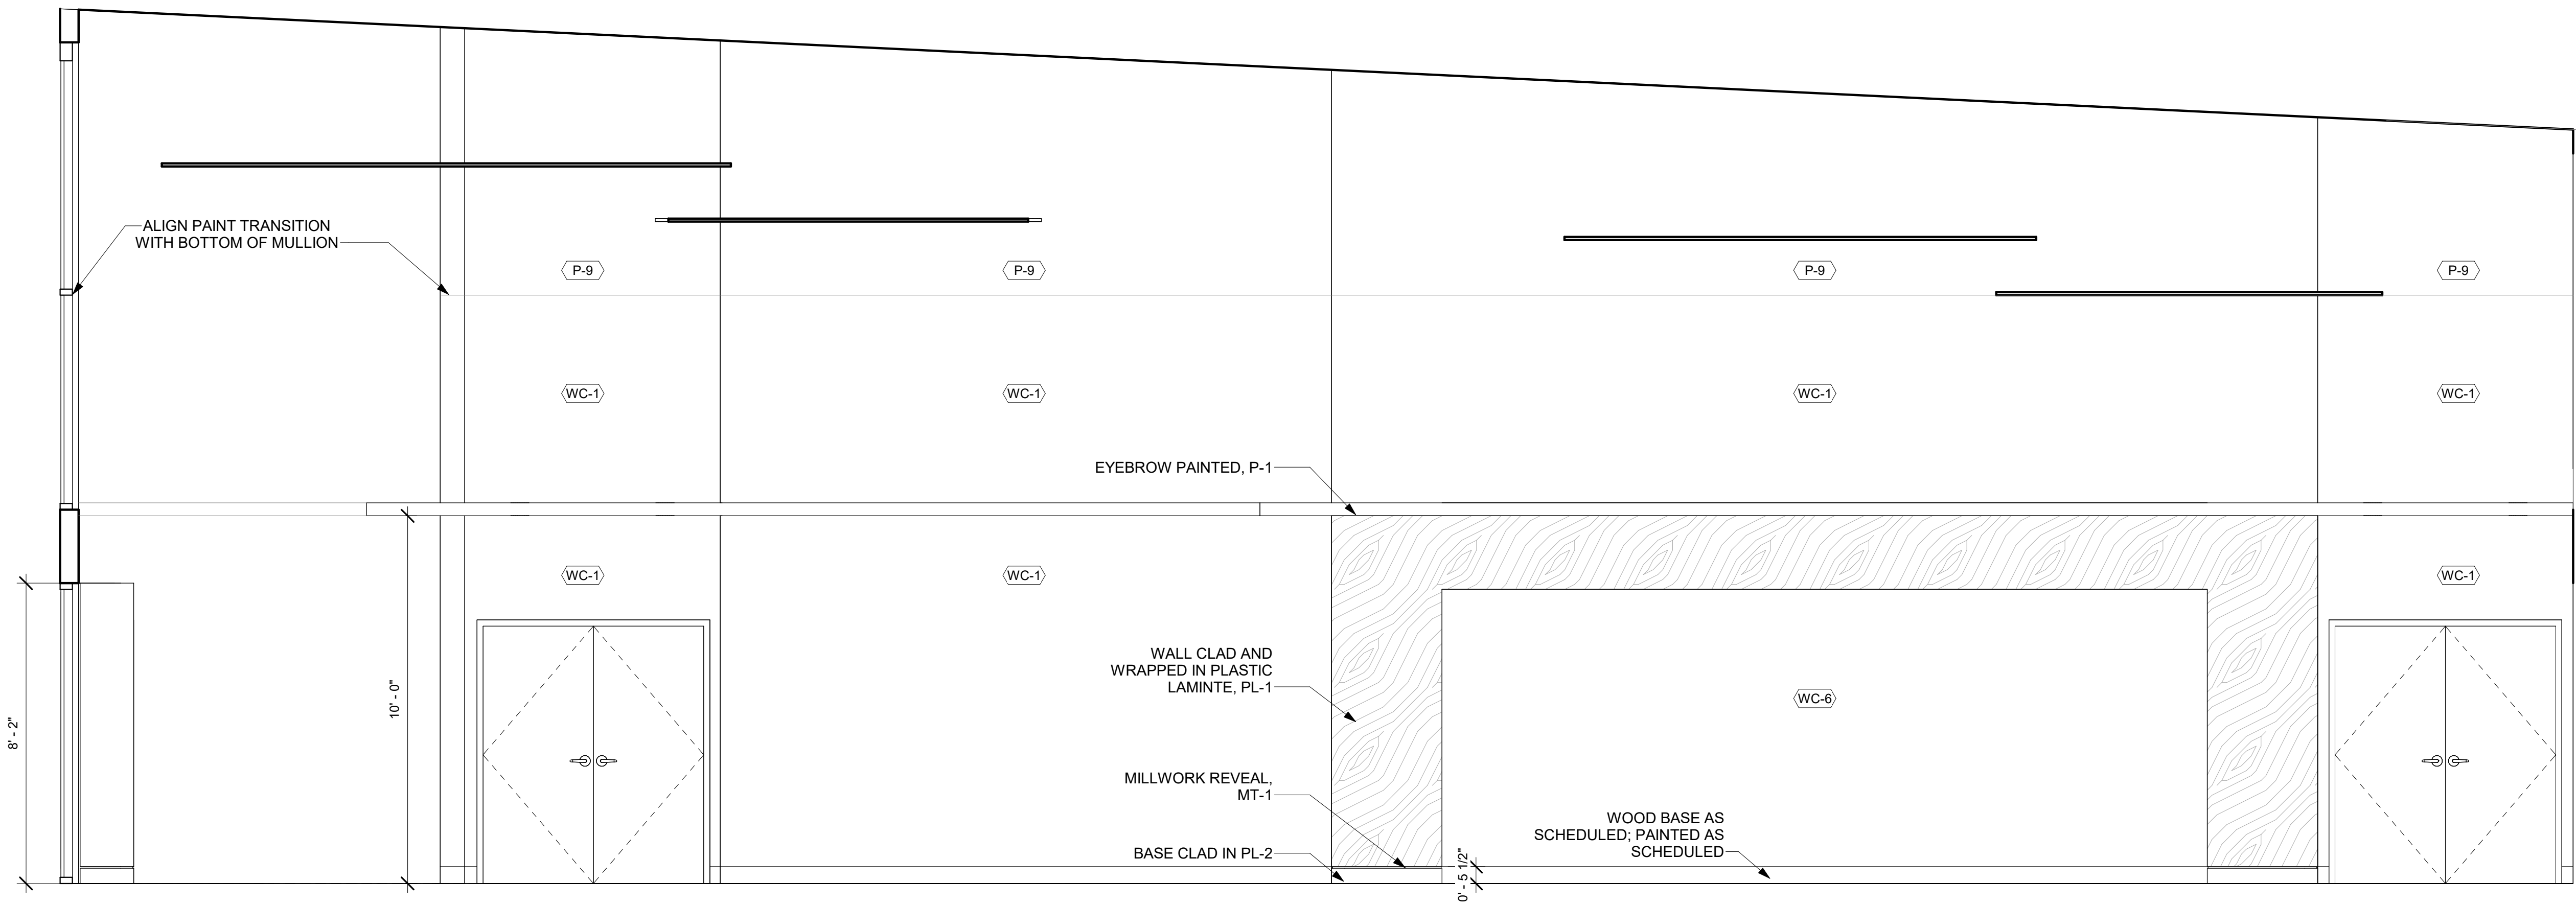 ALIGN PAINT TRANSITION
WITH BOTTOM OF MULLION
P-9
P-9
P-9
P-9
WC-1
WC-1
WC-1
WC-1
EYEBROW PAINTED, P-1
WC-1
WC-1
WC-1
8' - 2"
10' - 0"
WALL CLAD AND
WRAPPED IN PLASTIC
LAMINTE, PL-1
WC-6
MILLWORK REVEAL,
MT-1
BASE CLAD IN PL-2
0' - 5 1/2"
WOOD BASE AS
SCHEDULED; PAINTED AS
SCHEDULED